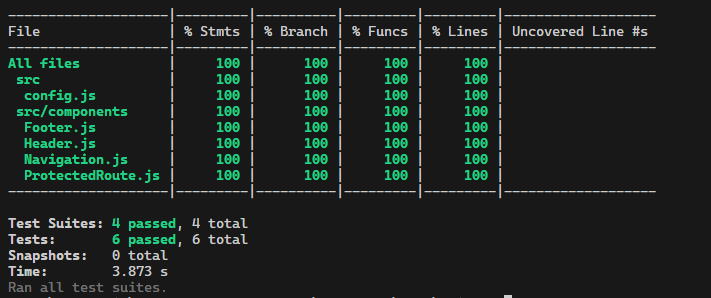 --------------------|---------|----------|---------|---------|-------------------
File                | % Stmts | % Branch | % Funcs | % Lines | Uncovered Line #s
--------------------|---------|----------|---------|---------|-------------------
All files           |     100 |      100 |     100 |     100 |
 src                |     100 |      100 |     100 |     100 |
  config.js         |     100 |      100 |     100 |     100 |
 src/components     |     100 |      100 |     100 |     100 |
  Footer.js         |     100 |      100 |     100 |     100 |
  Header.js         |     100 |      100 |     100 |     100 |
  Navigation.js     |     100 |      100 |     100 |     100 |
  ProtectedRoute.js |     100 |      100 |     100 |     100 |
--------------------|---------|----------|---------|---------|-------------------
Test Suites: 4 passed, 4 total
Tests:       6 passed, 6 total
Snapshots:   0 total
Time:        3.873 s
Ran all test suites.